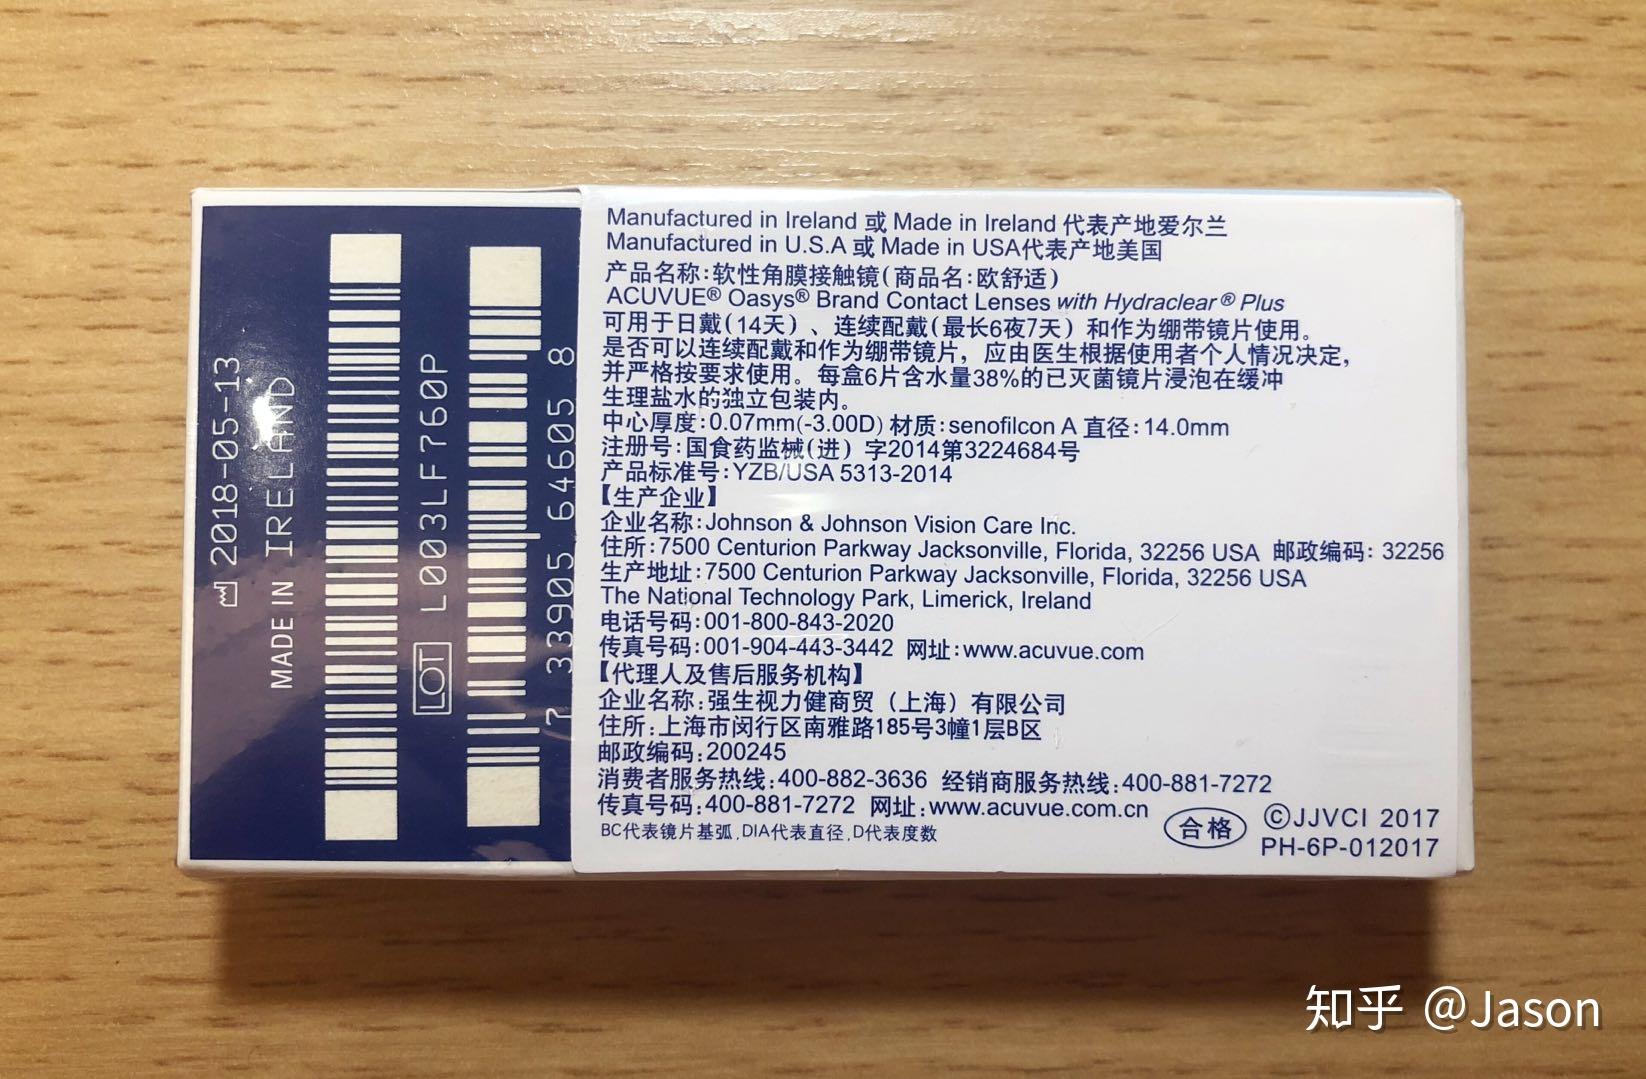 2018-05-13
MADE IN IRELAND
LOT L003LF760P
7 33905 64605 8
Manufactured in Ireland 或 Made in Ireland 代表产地爱尔兰
Manufactured in U.S.A 或 Made in USA代表产地美国
产品名称:软性角膜接触镜(商品名:欧舒适)
ACUVUE® Oasys® Brand Contact Lenses with Hydraclear® Plus
可用于日戴(14天)、连续配戴(最长6夜7天)和作为绷带镜片使用。
是否可以连续配戴和作为绷带镜片，应由医生根据使用者个人情况决定，
并严格按要求使用。每盒6片含水量38%的已灭菌镜片浸泡在缓冲
生理盐水的独立包装内。
中心厚度:0.07mm(-3.00D) 材质:senofilcon A 直径:14.0mm
注册号:国食药监械(进) 字2014第3224684号
产品标准号:YZB/USA 5313-2014
【生产企业】
企业名称:Johnson & Johnson Vision Care Inc.
住所:7500 Centurion Parkway Jacksonville, Florida, 32256 USA 邮政编码: 32256
生产地址:7500 Centurion Parkway Jacksonville, Florida, 32256 USA
The National Technology Park, Limerick, Ireland
电话号码:001-800-843-2020
传真号码:001-904-443-3442 网址:www.acuvue.com
【代理人及售后服务机构】
企业名称:强生视力健商贸（上海）有限公司
住所:上海市闵行区南雅路185号3幢1层B区
邮政编码:200245
消费者服务热线:400-882-3636 经销商服务热线:400-881-7272
传真号码:400-881-7272 网址:www.acuvue.com.cn
BC代表镜片基弧,DIA代表直径,D代表度数
合格
©JJVCI 2017
PH-6P-012017
知乎 @Jason